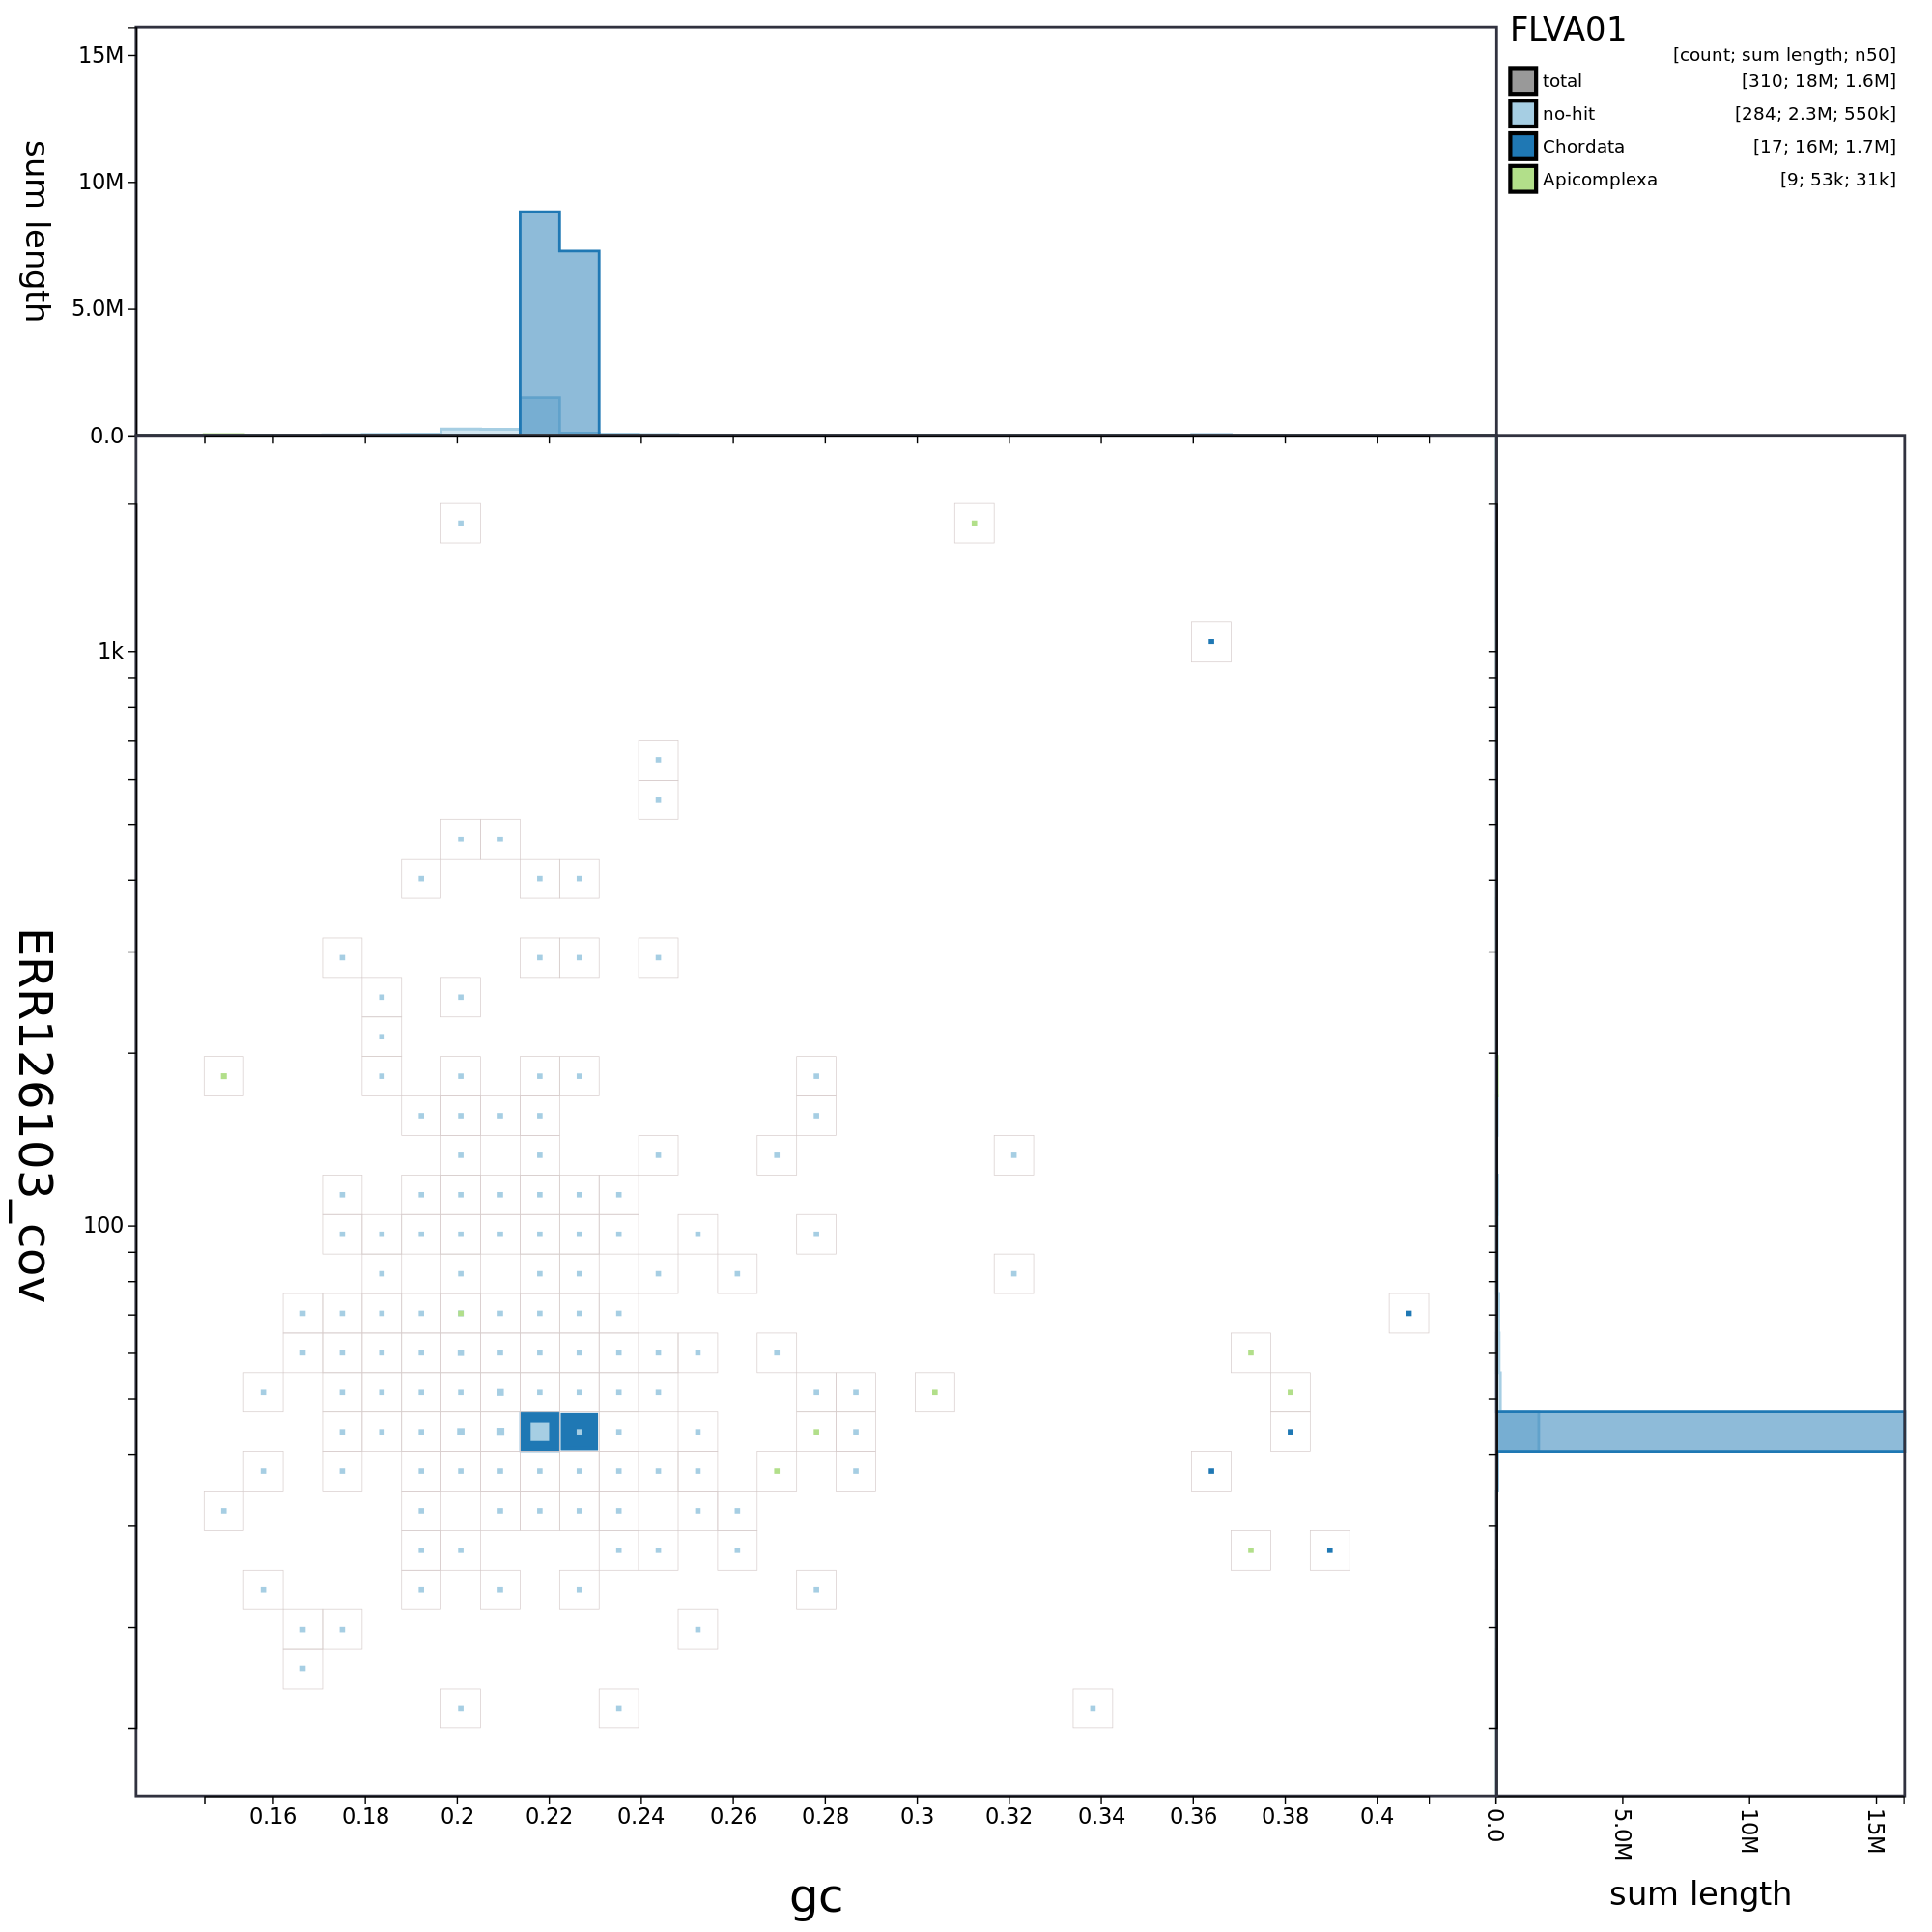 FLVA01
[count; sum length; n50]
total [310; 18M; 1.6M]
no-hit [284; 2.3M; 550k]
Chordata [17; 16M; 1.7M]
Apicomplexa [9; 53k; 31k]
sum length
15M
10M
5.0M
0.0
ERR126103_cov
1k
100
0.16 0.18 0.2 0.22 0.24 0.26 0.28 0.3 0.32 0.34 0.36 0.38 0.4
gc
0.0 5.0M 10M 15M
sum length